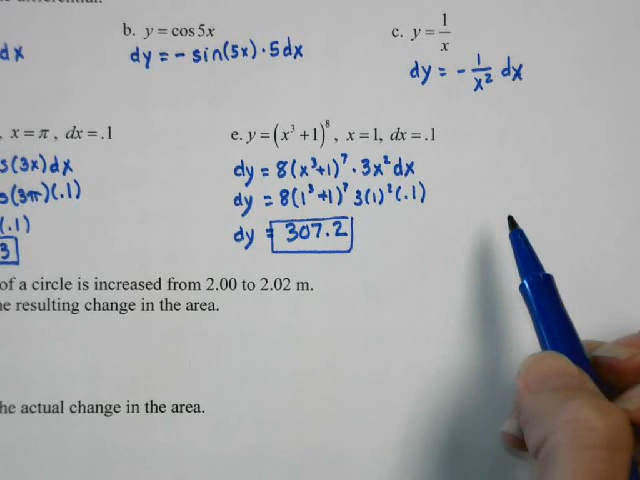 b. y = cos 5x
c. y = 1/x
dx
dy = - sin(5x) · 5dx
dy = - 1/x² dx
, x = π , dx = .1
e. y = (x³ + 1)⁸, x = 1, dx = .1
s(3x)dx
dy = 8(x³+1)⁷ · 3x² dx
s(3π)(.1)
dy = 8(1³+1)⁷ 3(1)²(.1)
(.1)
dy = 307.2
3
of a circle is increased from 2.00 to 2.02 m.
he resulting change in the area.
he actual change in the area.